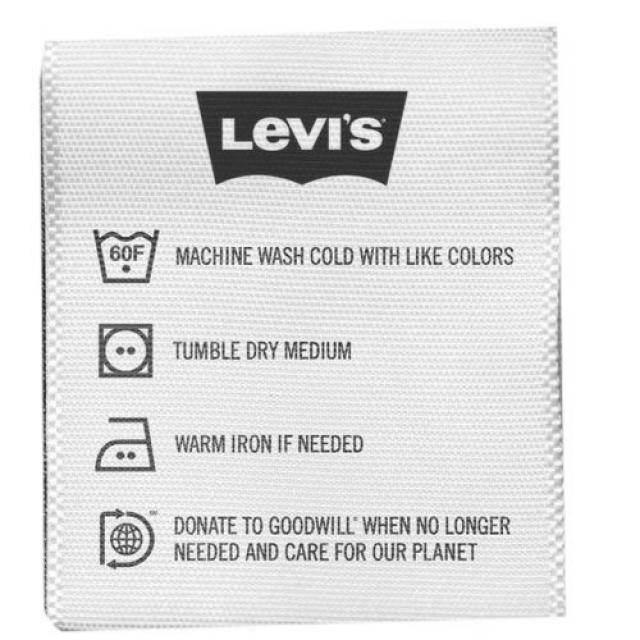 Levi's®
60F
MACHINE WASH COLD WITH LIKE COLORS
TUMBLE DRY MEDIUM
WARM IRON IF NEEDED
DONATE TO GOODWILL® WHEN NO LONGER
NEEDED AND CARE FOR OUR PLANET